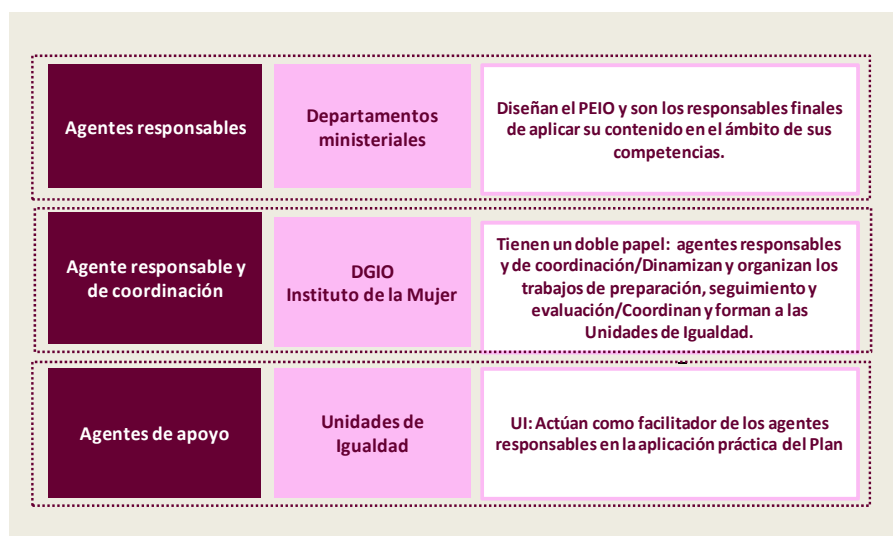 Agentes responsables
Departamentos
ministeriales
Diseñan el PEIO y son los responsables finales
de aplicar su contenido en el ámbito de sus
competencias.
Agente responsable y
de coordinación
DGIO
Instituto de la Mujer
Tienen un doble papel: agentes responsables
y de coordinación/Dinamizan y organizan los
trabajos de preparación, seguimiento y
evaluación/Coordinan y forman a las
Unidades de Igualdad.
Agentes de apoyo
Unidades de
Igualdad
UI: Actúan como facilitador de los agentes
responsables en la aplicación práctica del Plan